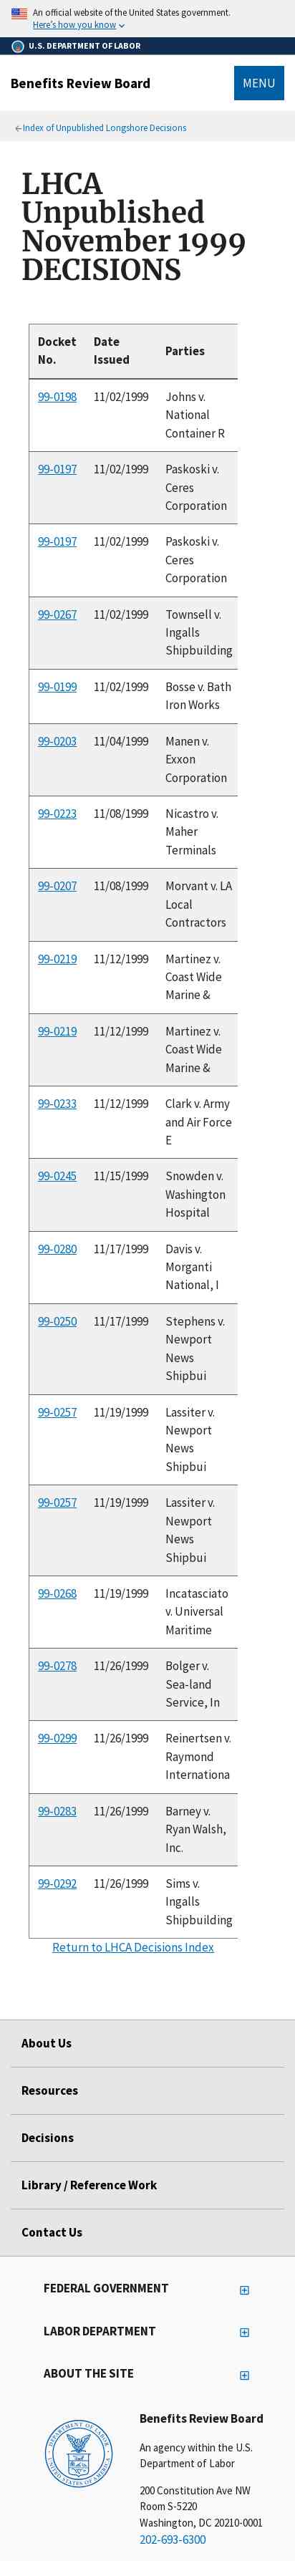 An official website of the United States government.
Here's how you know
U.S. DEPARTMENT OF LABOR
Benefits Review Board
MENU
Index of Unpublished Longshore Decisions
LHCA
Unpublished
November 1999
DECISIONS
Docket No. Date Issued Parties
99-0198 11/02/1999 Johns v. National Container R
99-0197 11/02/1999 Paskoski v. Ceres Corporation
99-0197 11/02/1999 Paskoski v. Ceres Corporation
99-0267 11/02/1999 Townsell v. Ingalls Shipbuilding
99-0199 11/02/1999 Bosse v. Bath Iron Works
99-0203 11/04/1999 Manen v. Exxon Corporation
99-0223 11/08/1999 Nicastro v. Maher Terminals
99-0207 11/08/1999 Morvant v. LA Local Contractors
99-0219 11/12/1999 Martinez v. Coast Wide Marine &
99-0219 11/12/1999 Martinez v. Coast Wide Marine &
99-0233 11/12/1999 Clark v. Army and Air Force E
99-0245 11/15/1999 Snowden v. Washington Hospital
99-0280 11/17/1999 Davis v. Morganti National, I
99-0250 11/17/1999 Stephens v. Newport News Shipbui
99-0257 11/19/1999 Lassiter v. Newport News Shipbui
99-0257 11/19/1999 Lassiter v. Newport News Shipbui
99-0268 11/19/1999 Incatasciato v. Universal Maritime
99-0278 11/26/1999 Bolger v. Sea-land Service, In
99-0299 11/26/1999 Reinertsen v. Raymond Internationa
99-0283 11/26/1999 Barney v. Ryan Walsh, Inc.
99-0292 11/26/1999 Sims v. Ingalls Shipbuilding
Return to LHCA Decisions Index
About Us
Resources
Decisions
Library / Reference Work
Contact Us
FEDERAL GOVERNMENT
LABOR DEPARTMENT
ABOUT THE SITE
DEPARTMENT OF LABOR
UNITED STATES OF AMERICA
Benefits Review Board
An agency within the U.S.
Department of Labor
200 Constitution Ave NW
Room S-5220
Washington, DC 20210-0001
202-693-6300